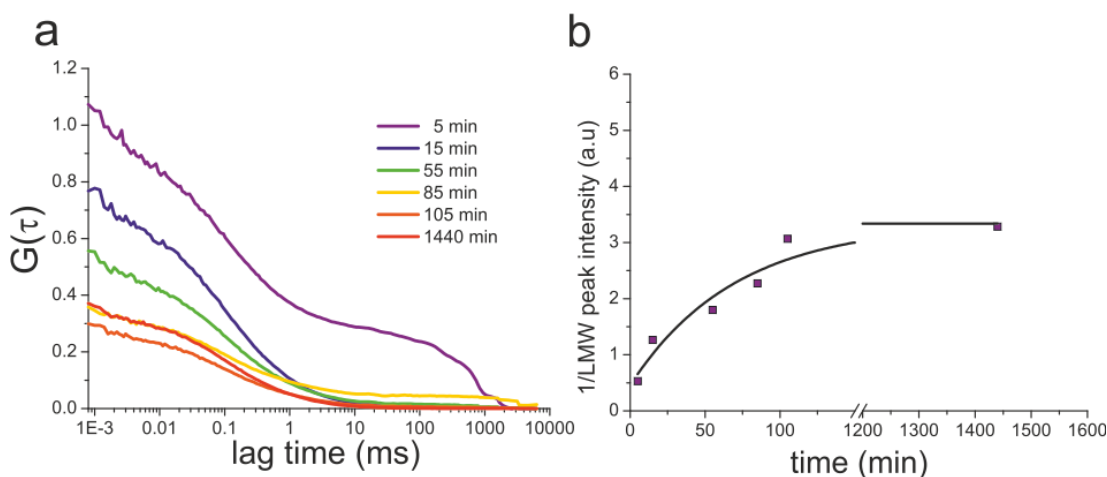 a
G(τ)
1.2
1.0
0.8
0.6
0.4
0.2
0.0
5 min
15 min
55 min
85 min
105 min
1440 min
1E-3 0.01 0.1 1 10 100 1000 10000
lag time (ms)
b
1/LMW peak intensity (a.u)
6
5
4
3
2
1
0
0 50 100 1200 1300 1400 1500 1600
time (min)